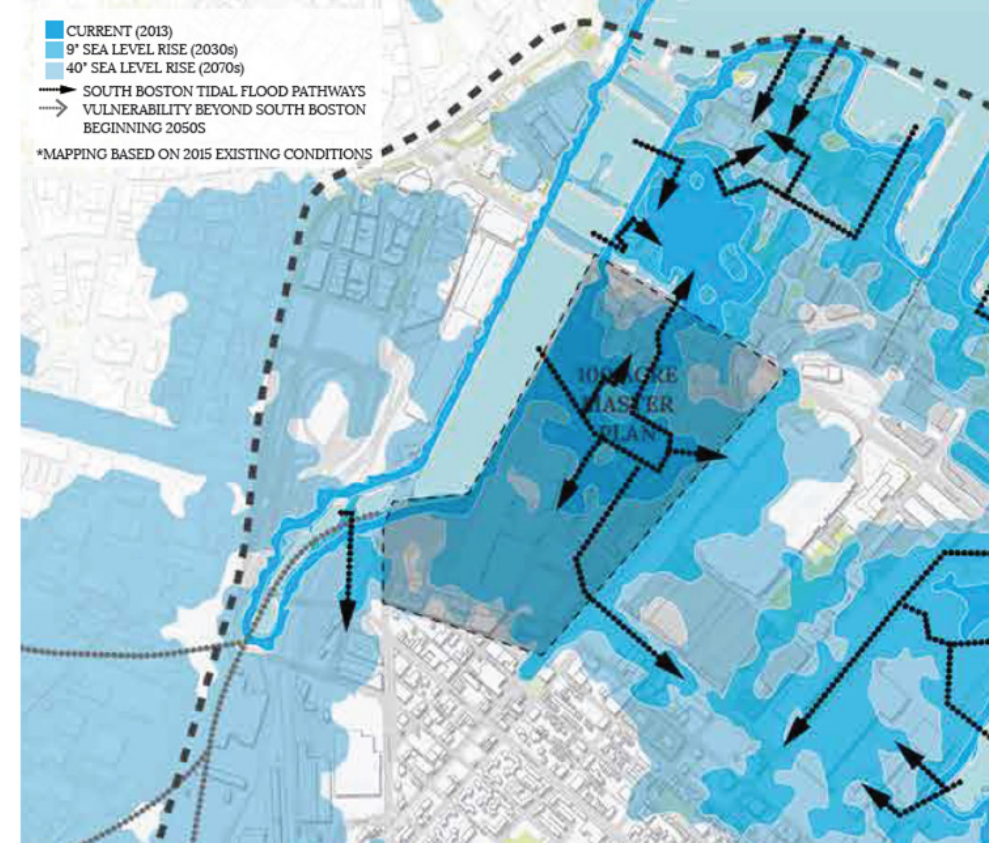 CURRENT (2013)
9" SEA LEVEL RISE (2030s)
40" SEA LEVEL RISE (2070s)
SOUTH BOSTON TIDAL FLOOD PATHWAYS
VULNERABILITY BEYOND SOUTH BOSTON
BEGINNING 2050S
*MAPPING BASED ON 2015 EXISTING CONDITIONS
100 ACRE
MASTER
PLAN